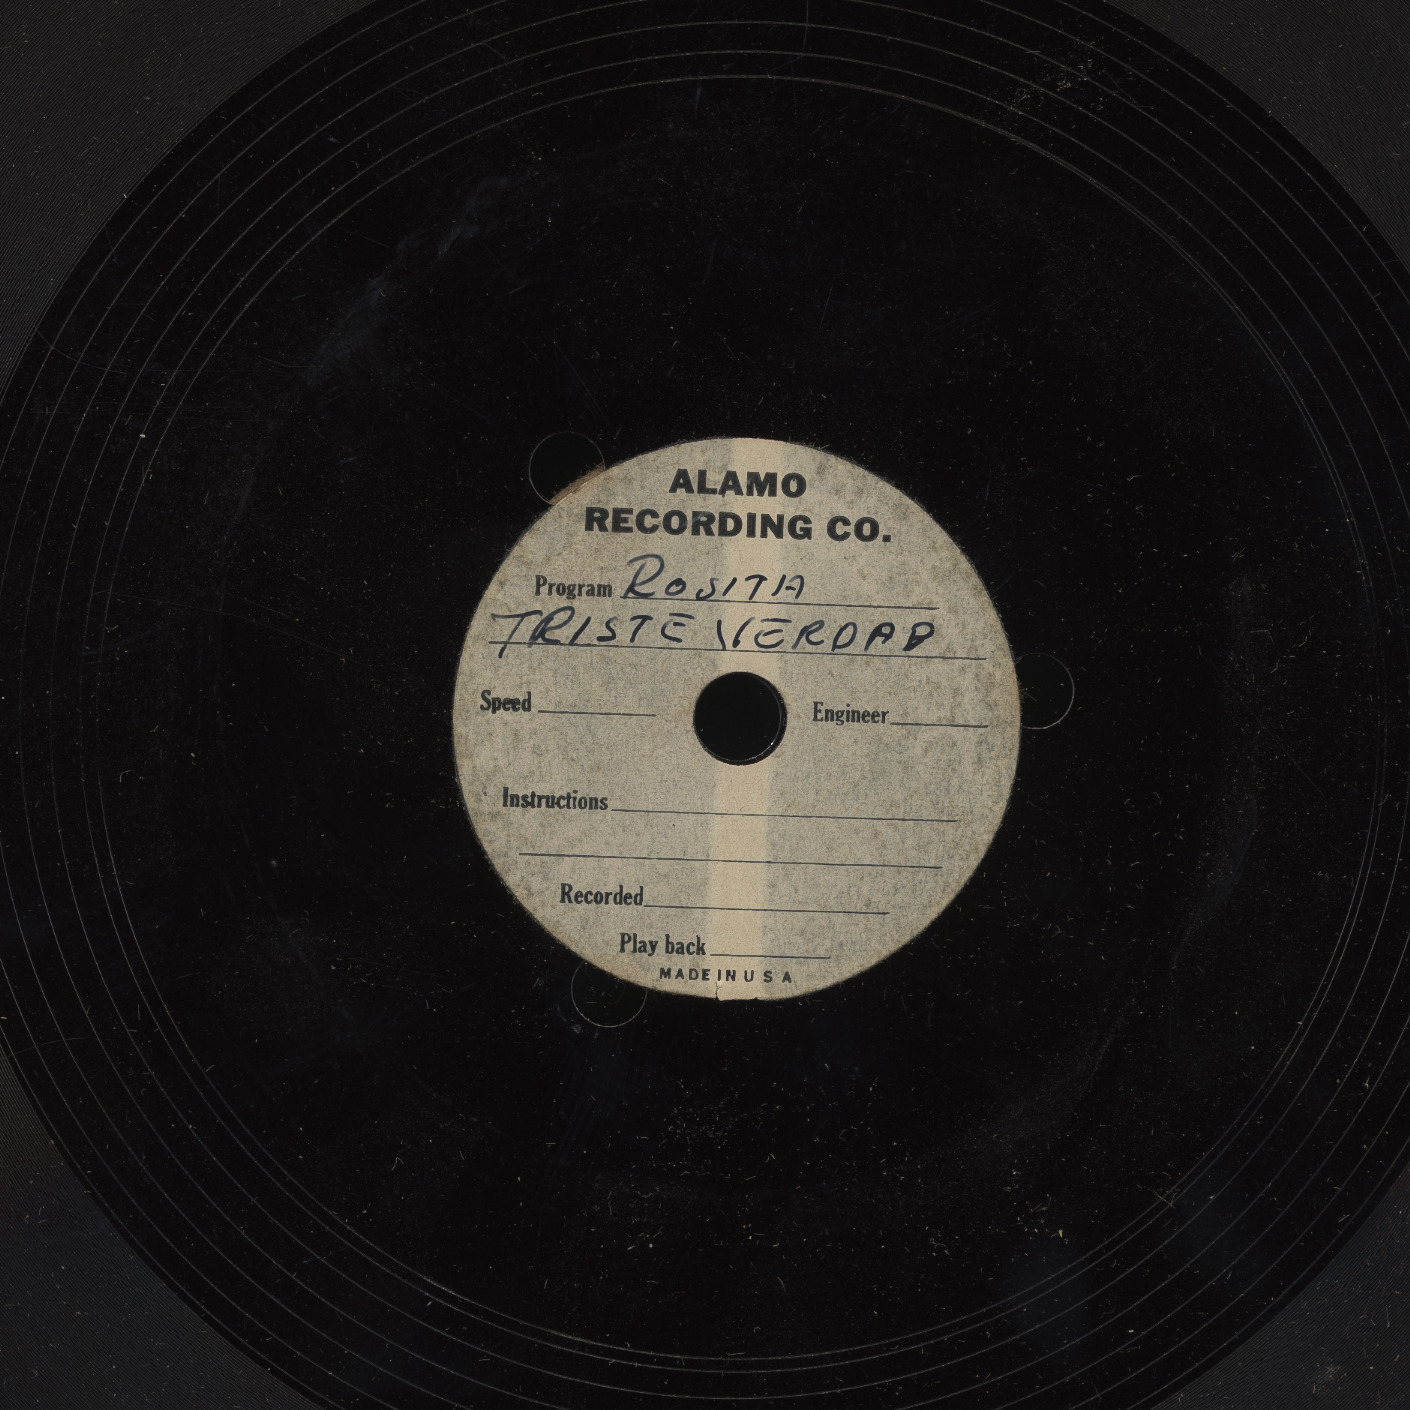 ALAMO
RECORDING CO.
Program ROSITA
TRISTE VERDAD
Speed
Engineer
Instructions
Recorded
Play back
MADE IN U S A